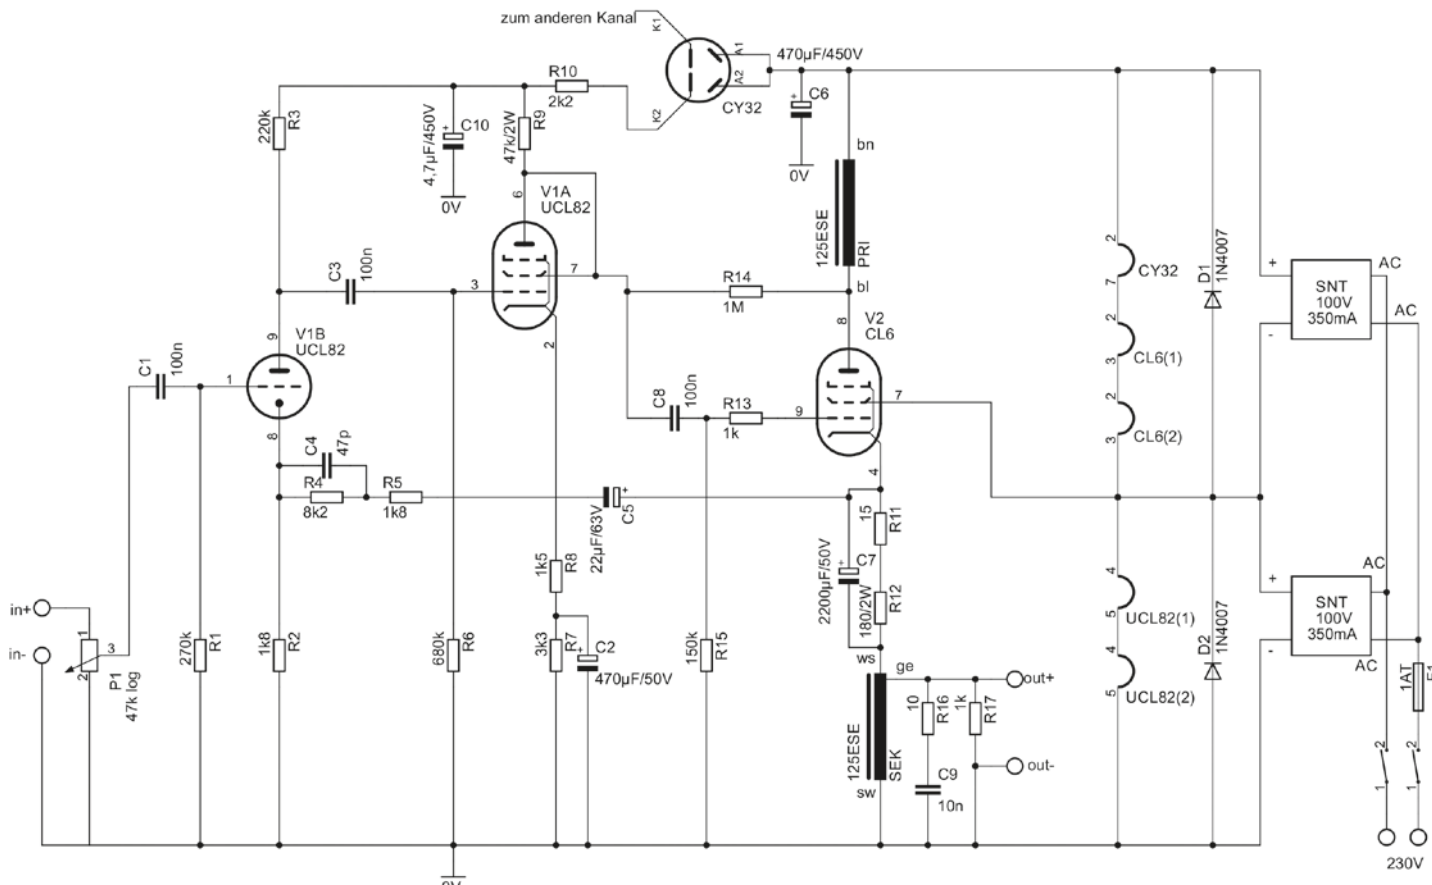 zum anderen Kanal
K1
A1
A2
K2
CY32
470µF/450V
C6
0V
R10
2k2
220k
R3
4,7µF/450V
C10
0V
47k/2W
R9
6
V1A
UCL82
7
3
2
C3
100n
9
V1B
UCL82
1
8
C1
100n
C4
47p
R4
8k2
R5
1k8
22µF/63V
C5
1k5
R8
3k3
R7
C2
470µF/50V
in+
in-
1
3
2
P1
47k log
270k
R1
1k8
R2
680k
R6
0V
bn
125ESE
PRI
bl
R14
1M
V2
CL6
8
7
9
4
C8
100n
R13
1k
150k
R15
15
R11
C7
2200µF/50V
180/2W
R12
ws
ge
125ESE
SEK
sw
10
R16
1k
R17
C9
10n
out+
out-
2
CY32
7
2
CL6(1)
3
2
CL6(2)
3
4
UCL82(1)
5
4
UCL82(2)
5
D1
1N4007
D2
1N4007
+
-
SNT
100V
350mA
AC
AC
+
-
SNT
100V
350mA
AC
AC
1AT
2
2
1
1
230V